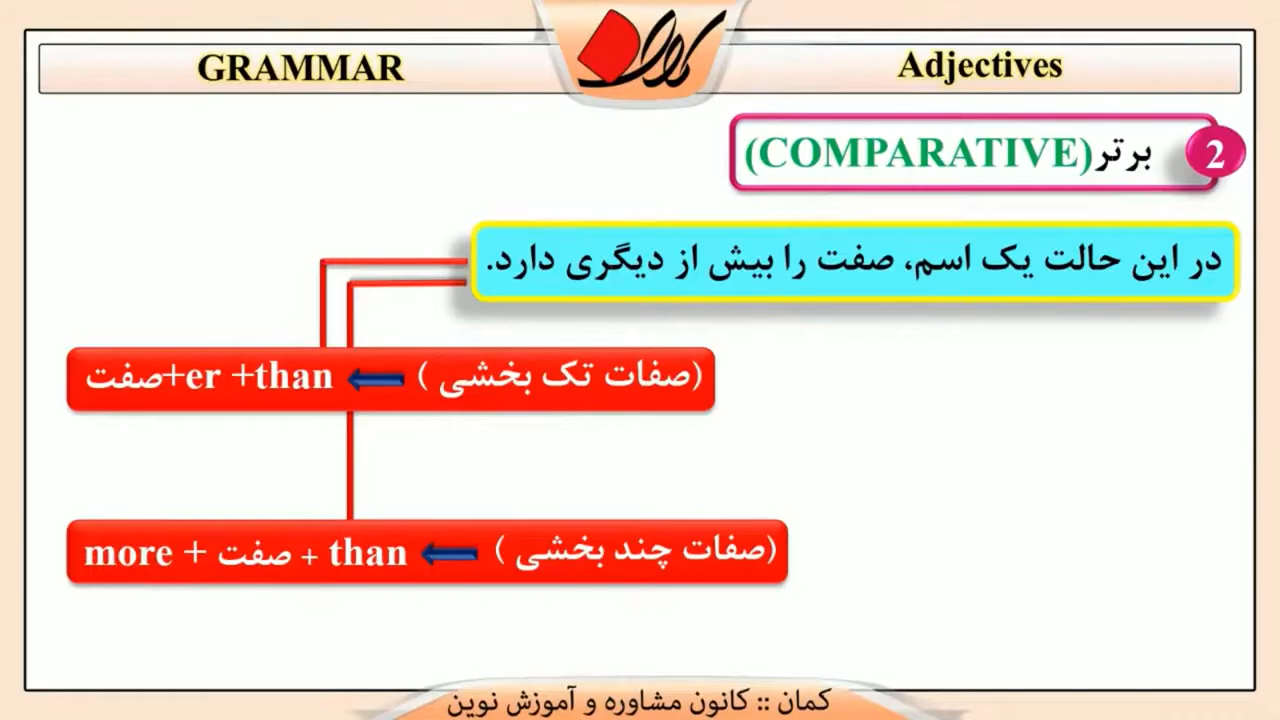 GRAMMAR
کمان
Adjectives
2 برتر(COMPARATIVE)
در این حالت یک اسم، صفت را بیش از دیگری دارد.
(صفات تک بخشی ) ← صفت+er +than
(صفات چند بخشی ) ← more + صفت + than
کمان :: کانون مشاوره و آموزش نوین